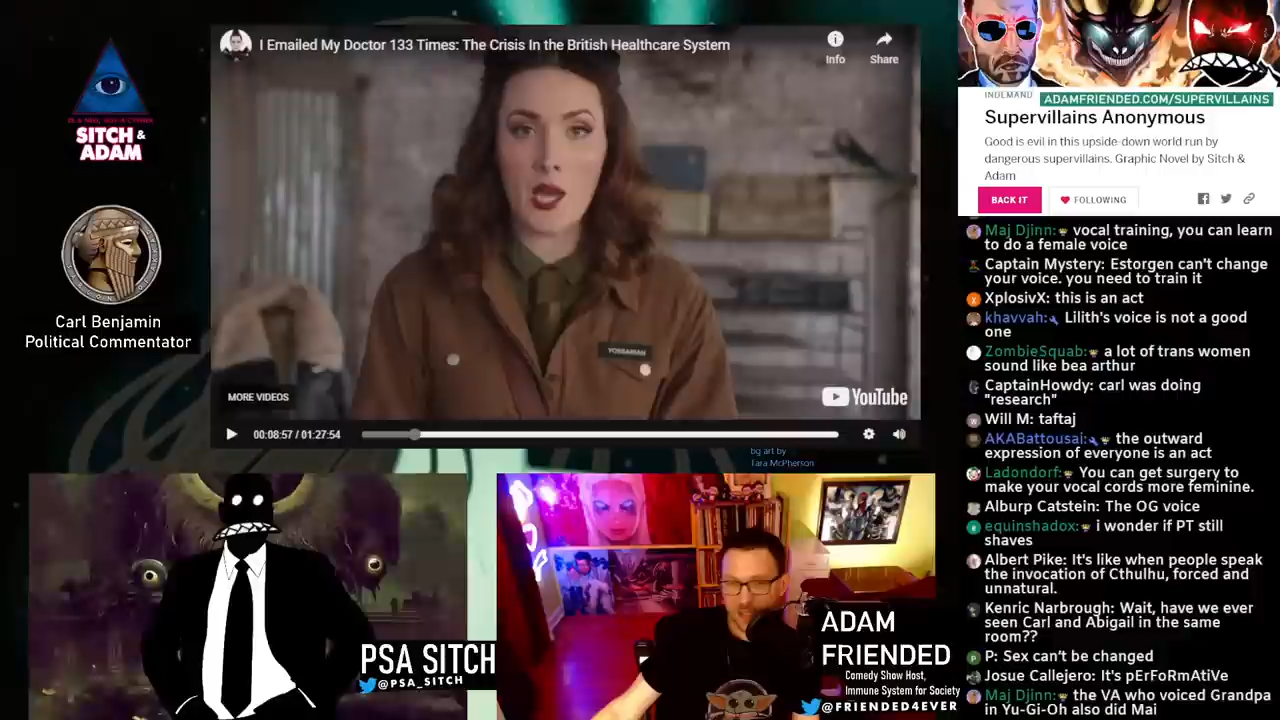 I Emailed My Doctor 133 Times: The Crisis In the British Healthcare System
Info
Share
SITCH &
ADAM
Carl Benjamin
Political Commentator
YOSSARIAN
MORE VIDEOS
YouTube
00:08:57 / 01:27:54
bg art by
Tara McPherson
PSA SITCH
@PSA_SITCH
ADAM
FRIENDED
Comedy Show Host,
Immune System for Society
@FRIENDED4EVER
INDEMAND
ADAMFRIENDED.COM/SUPERVILLAINS
Supervillains Anonymous
Good is evil in this upside-down world run by
dangerous supervillains. Graphic Novel by Sitch &
Adam
BACK IT
FOLLOWING
Maj Djinn: vocal training, you can learn
to do a female voice
Captain Mystery: Estorgen can't change
your voice. you need to train it
XplosivX: this is an act
khavvah: Lilith's voice is not a good
one
ZombieSquab: a lot of trans women
sound like bea arthur
CaptainHowdy: carl was doing
"research"
Will M: taftaj
AKABattousai: the outward
expression of everyone is an act
Ladondorf: You can get surgery to
make your vocal cords more feminine.
Alburp Catstein: The OG voice
equinshadox: i wonder if PT still
shaves
Albert Pike: It's like when people speak
the invocation of Cthulhu, forced and
unnatural.
Kenric Narbrough: Wait, have we ever
seen Carl and Abigail in the same
room??
P: Sex can't be changed
Josue Callejero: It's pErFoRmAtiVe
Maj Djinn: the VA who voiced Grandpa
in Yu-Gi-Oh also did Mai